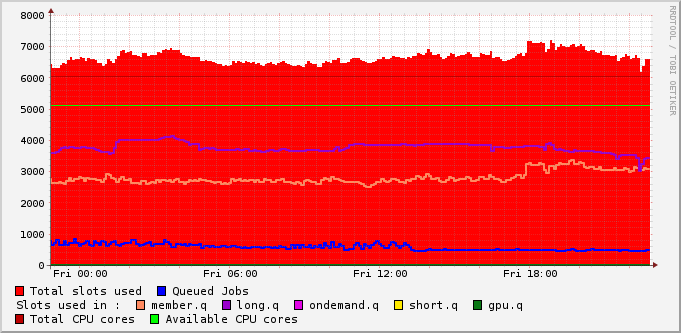 8000
7000
6000
5000
4000
3000
2000
1000
0
Fri 00:00 Fri 06:00 Fri 12:00 Fri 18:00
RRDTOOL / TOBI OETIKER
Total slots used Queued Jobs
Slots used in : member.q long.q ondemand.q short.q gpu.q
Total CPU cores Available CPU cores